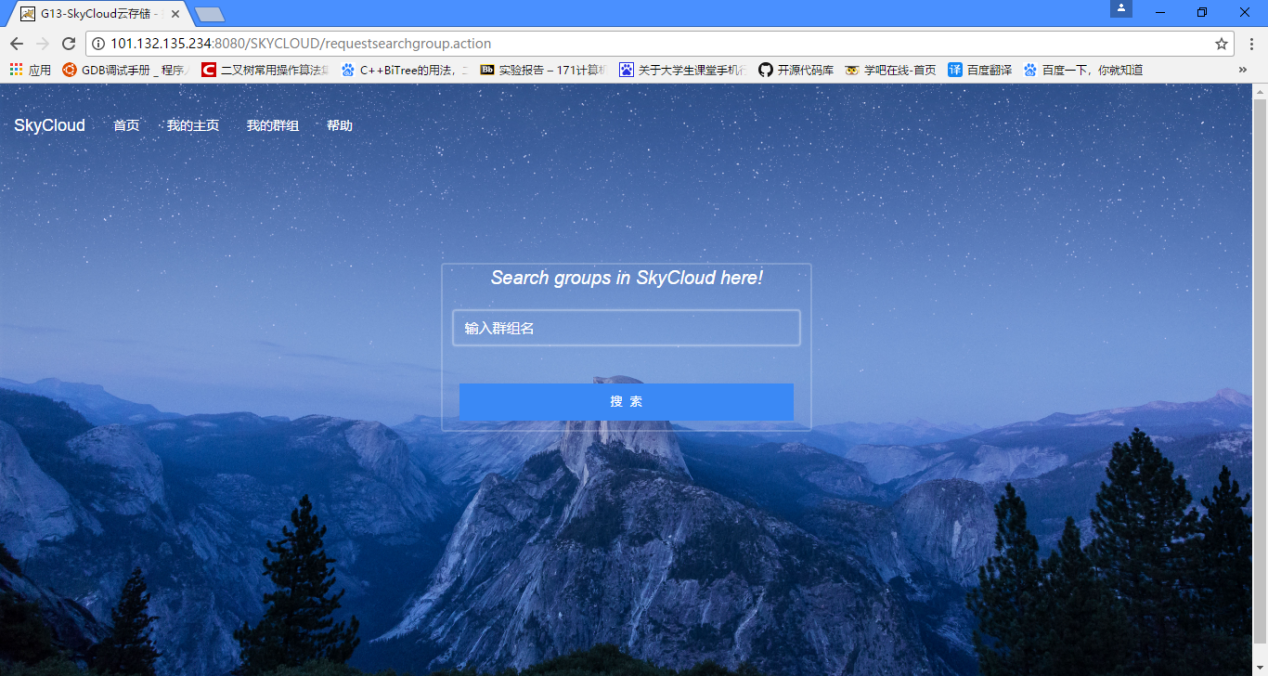 G13-SkyCloud云存储 -
101.132.135.234:8080/SKYCLOUD/requestsearchgroup.action
应用 GDB调试手册 _ 程序 二叉树常用操作算法集 C++BiTree的用法, Bb 实验报告 – 171计算机 关于大学生课堂手机行 开源代码库 学吧在线-首页 译 百度翻译 百度一下，你就知道 »
SkyCloud 首页 我的主页 我的群组 帮助
Search groups in SkyCloud here!
输入群组名
搜 索